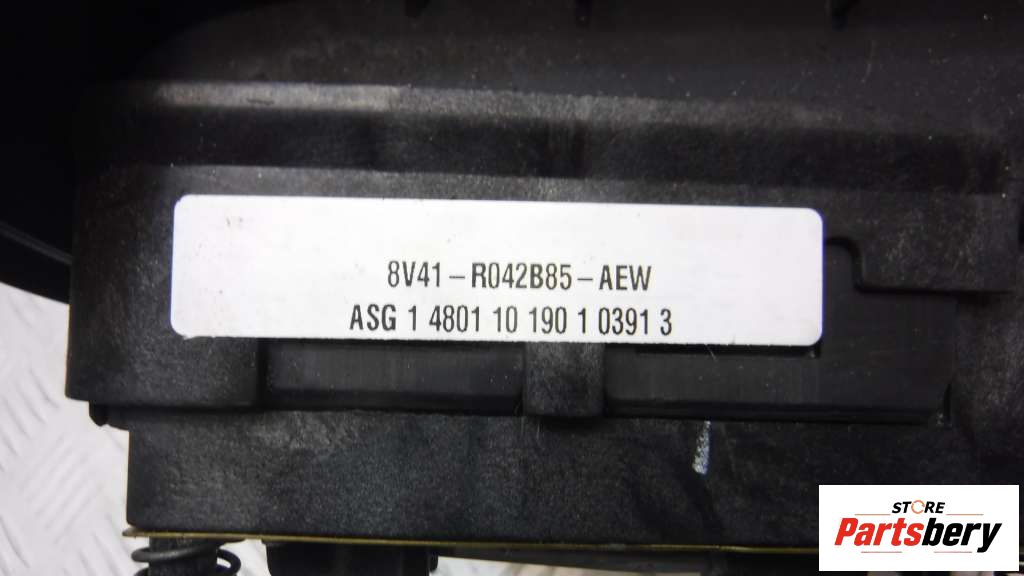 8V41-R042B85-AEW
ASG 1 4801 10 190 1 0391 3
STORE
Partsbery